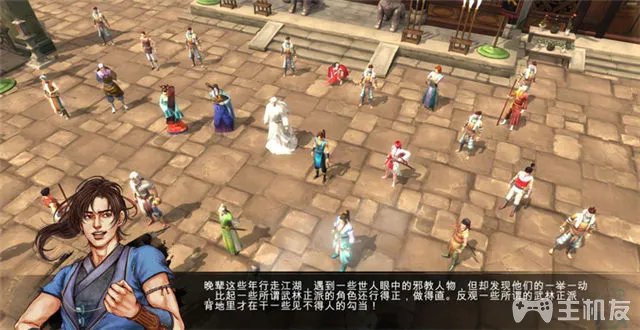 晚辈这些年行走江湖，遇到一些世人眼中的邪教人物，但却发现他们的一举一动
，比起一些所谓武林正派的角色还行得正，做得直。反观一些所谓的武林正派
背地里才在干一些见不得人的勾当！
主机友